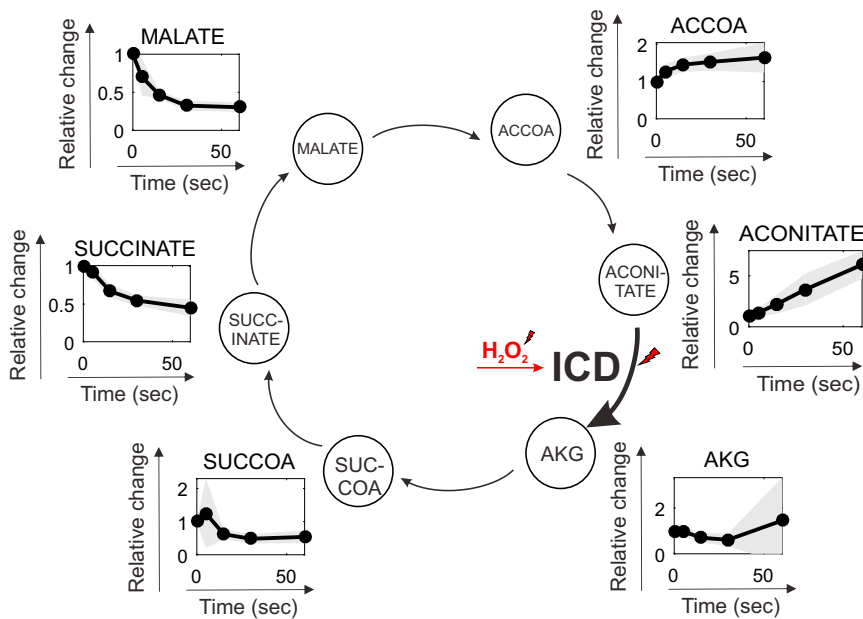 MALATE
Relative change
1
0.5
0
0 50
Time (sec)
ACCOA
Relative change
2
1
0
0 50
Time (sec)
MALATE
ACCOA
SUCCINATE
Relative change
1
0.5
0
0 50
Time (sec)
SUCC-
INATE
ACONI-
TATE
ACONITATE
Relative change
5
0
0 50
Time (sec)
H₂O₂
ICD
SUCCOA
Relative change
2
1
0
0 50
Time (sec)
SUC-
COA
AKG
AKG
Relative change
2
0
0 50
Time (sec)